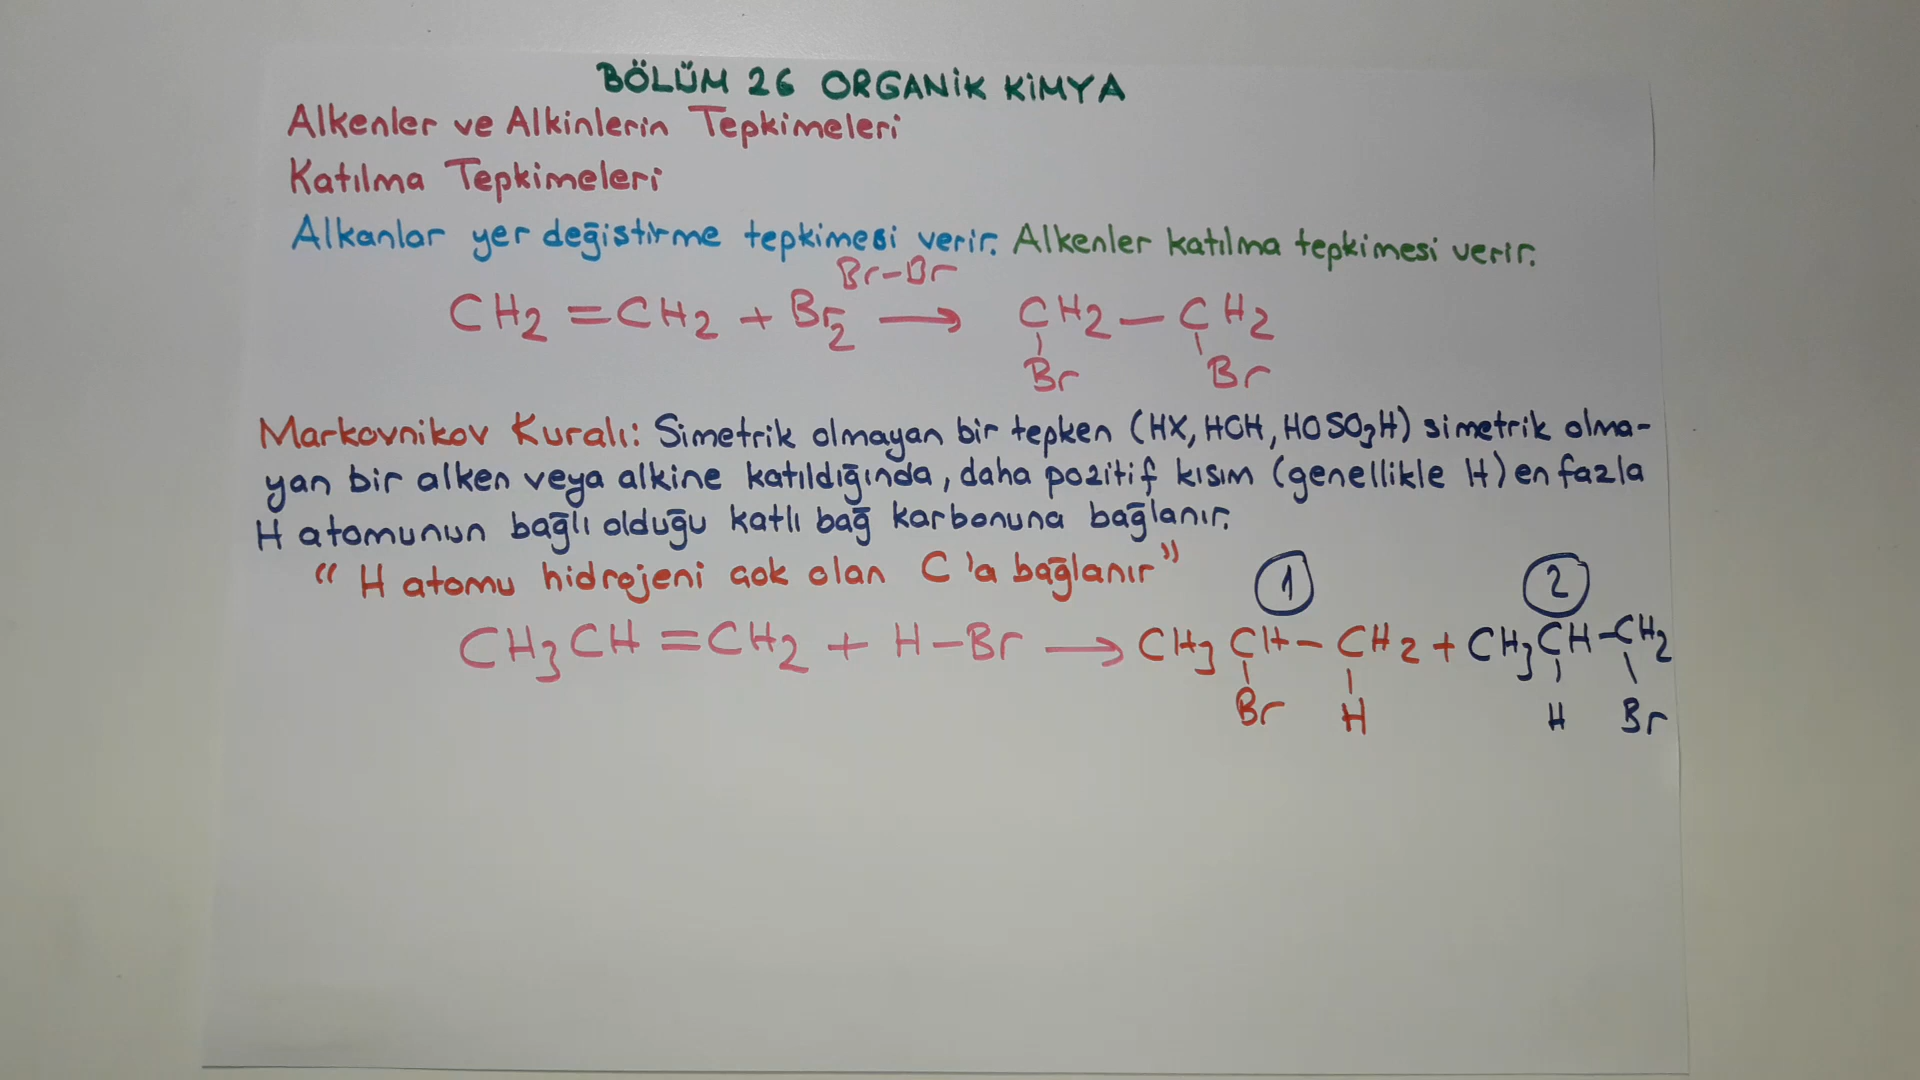 BÖLÜM 26 ORGANİK KİMYA
Alkenler ve Alkinlerin Tepkimeleri
Katılma Tepkimeleri
Alkanlar yer değiştirme tepkimesi verir. Alkenler katılma tepkimesi verir.
Br-Br
CH2=CH2 + Br2 → CH2-CH2
Br Br
Markovnikov Kuralı: Simetrik olmayan bir tepken (HX, HOH, HOSO3H) simetrik olma-
yan bir alken veya alkine katıldığında, daha pozitif kısım (genellikle H) en fazla
H atomunun bağlı olduğu katlı bağ karbonuna bağlanır.
"H atomu hidrojeni çok olan C'a bağlanır"
1 2
CH3CH=CH2 + H-Br → CH3CH-CH2 + CH3CH-CH2
Br H H Br